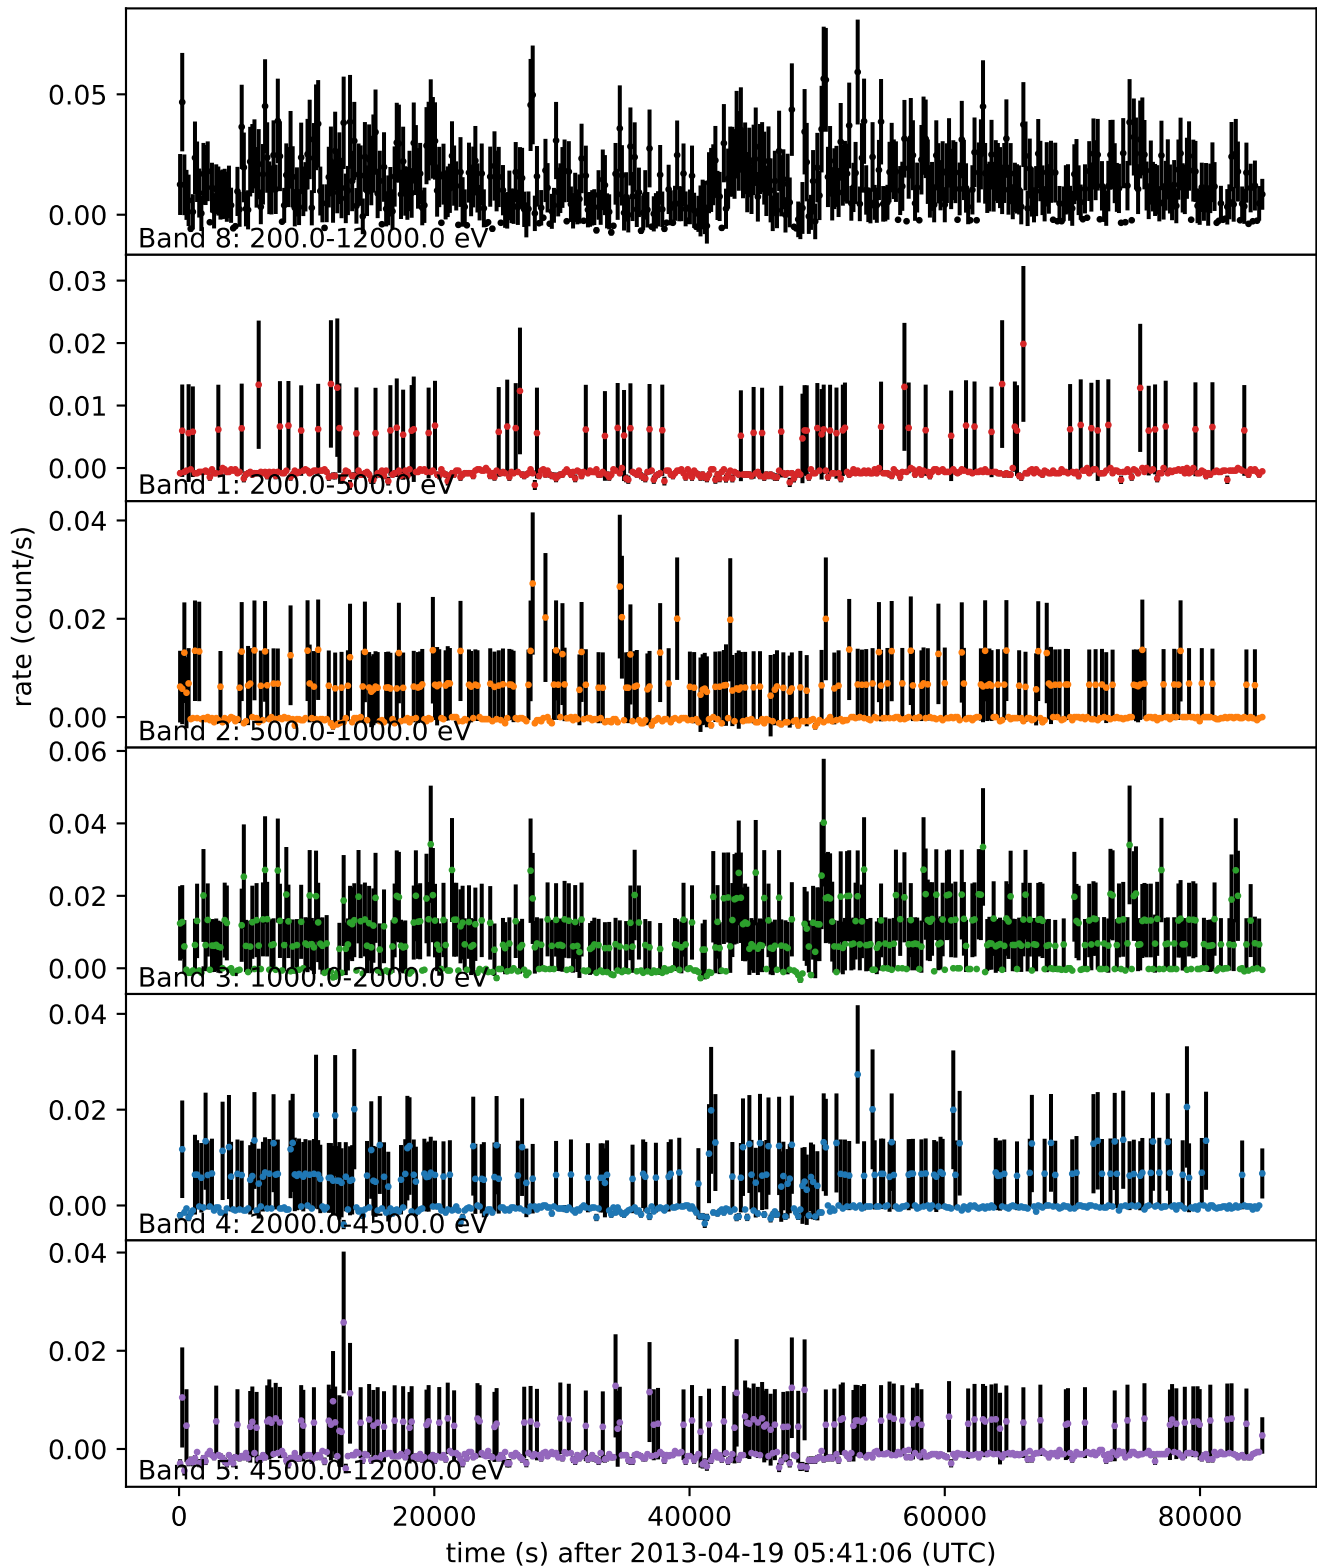 0.05
0.00
Band 8: 200.0-12000.0 eV
0.03
0.02
0.01
0.00
Band 1: 200.0-500.0 eV
0.04
0.02
0.00
Band 2: 500.0-1000.0 eV
rate (count/s)
0.06
0.04
0.02
0.00
Band 3: 1000.0-2000.0 eV
0.04
0.02
0.00
Band 4: 2000.0-4500.0 eV
0.04
0.02
0.00
Band 5: 4500.0-12000.0 eV
0 20000 40000 60000 80000
time (s) after 2013-04-19 05:41:06 (UTC)